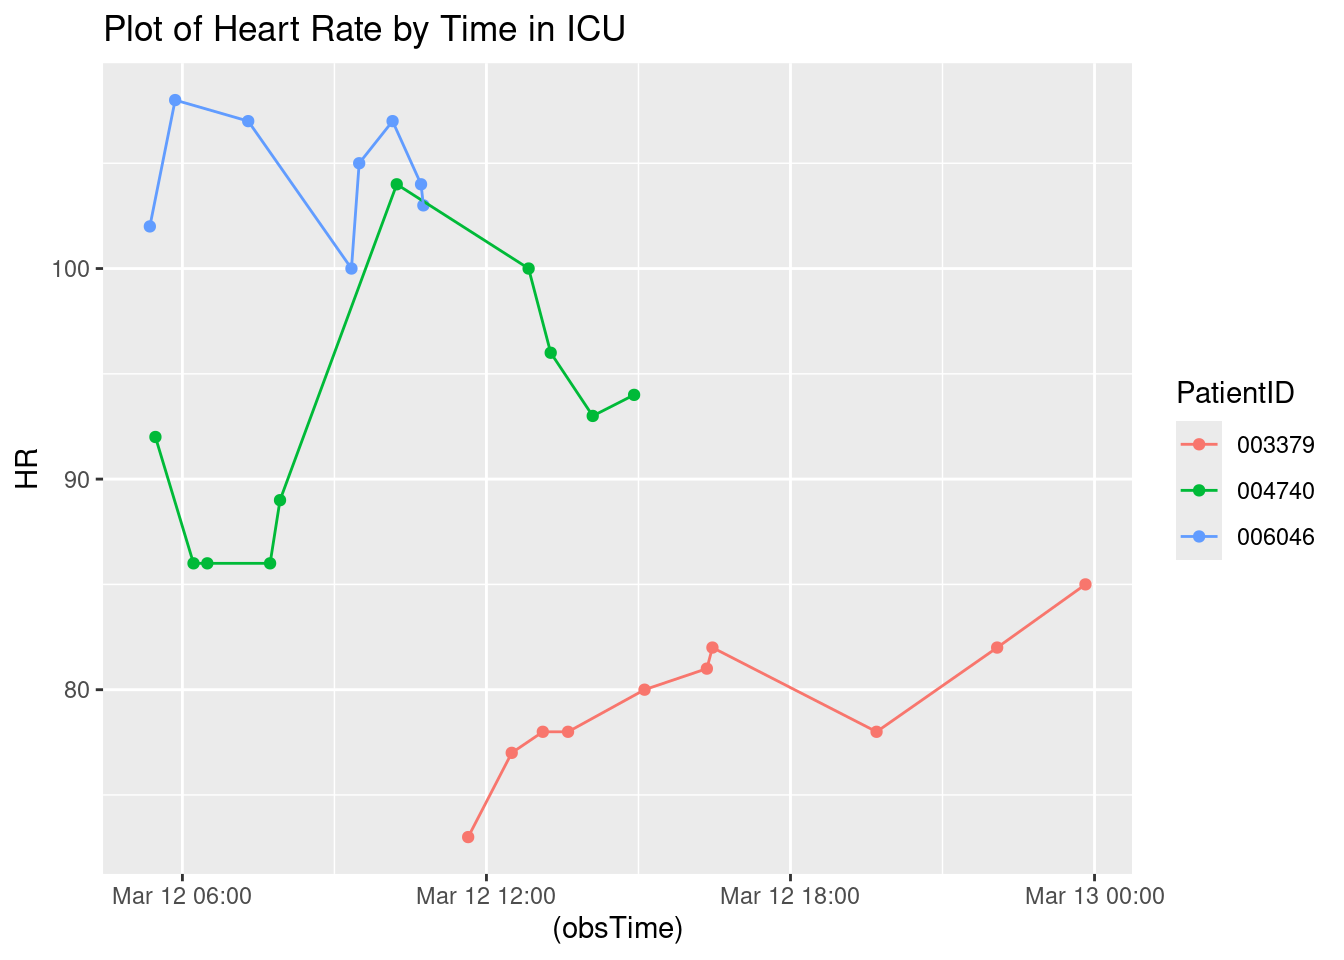 Plot of Heart Rate by Time in ICU
HR
100
90
80
Mar 12 06:00
Mar 12 12:00
Mar 12 18:00
Mar 13 00:00
(obsTime)
PatientID
003379
004740
006046